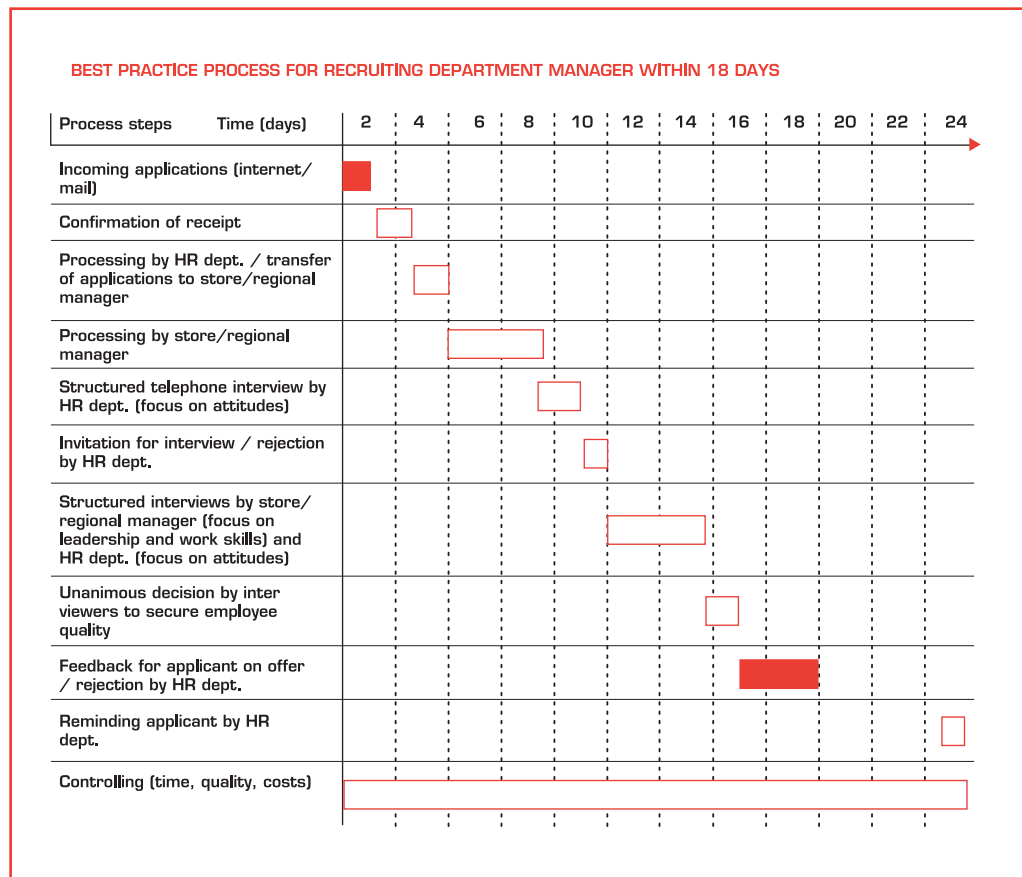 BEST PRACTICE PROCESS FOR RECRUITING DEPARTMENT MANAGER WITHIN 18 DAYS
Process steps Time (days) 2 4 6 8 10 12 14 16 18 20 22 24
Incoming applications (internet/
mail)
Confirmation of receipt
Processing by HR dept. / transfer
of applications to store/regional
manager
Processing by store/regional
manager
Structured telephone interview by
HR dept. (focus on attitudes)
Invitation for interview / rejection
by HR dept.
Structured interviews by store/
regional manager (focus on
leadership and work skills) and
HR dept. (focus on attitudes)
Unanimous decision by inter
viewers to secure employee
quality
Feedback for applicant on offer
/ rejection by HR dept.
Reminding applicant by HR
dept.
Controlling (time, quality, costs)